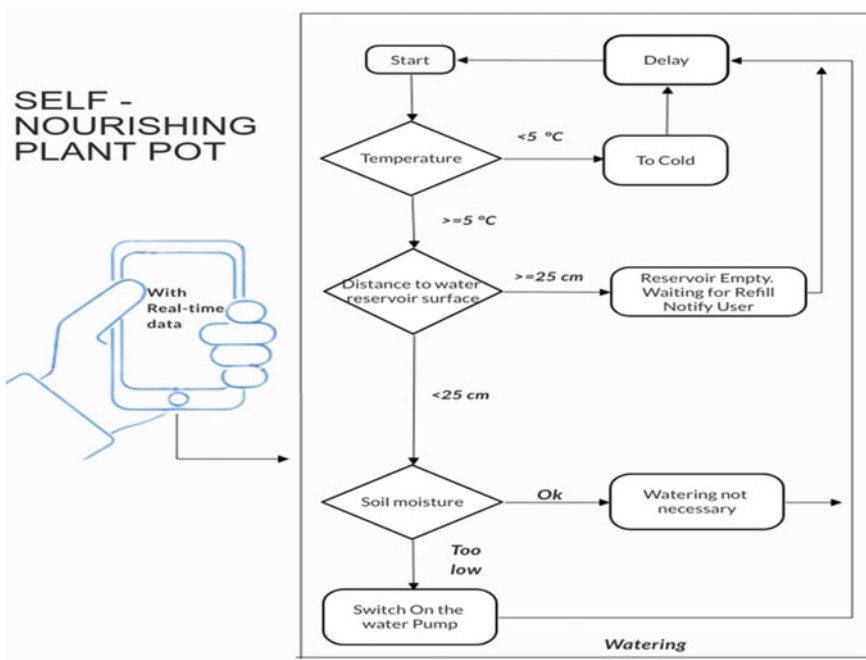 SELF -
NOURISHING
PLANT POT
With
Real-time
data
Start
Delay
Temperature
<5 ºC
To Cold
>=5 ºC
Distance to water
reservoir surface
>=25 cm
Reservoir Empty.
Waiting for Refill
Notify User
<25 cm
Soil moisture
Ok
Watering not
necessary
Too
low
Switch On the
water Pump
Watering